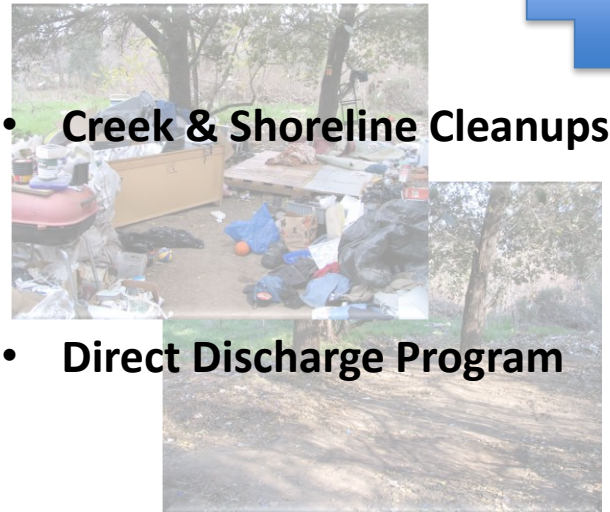 • Creek & Shoreline Cleanups
• Direct Discharge Program